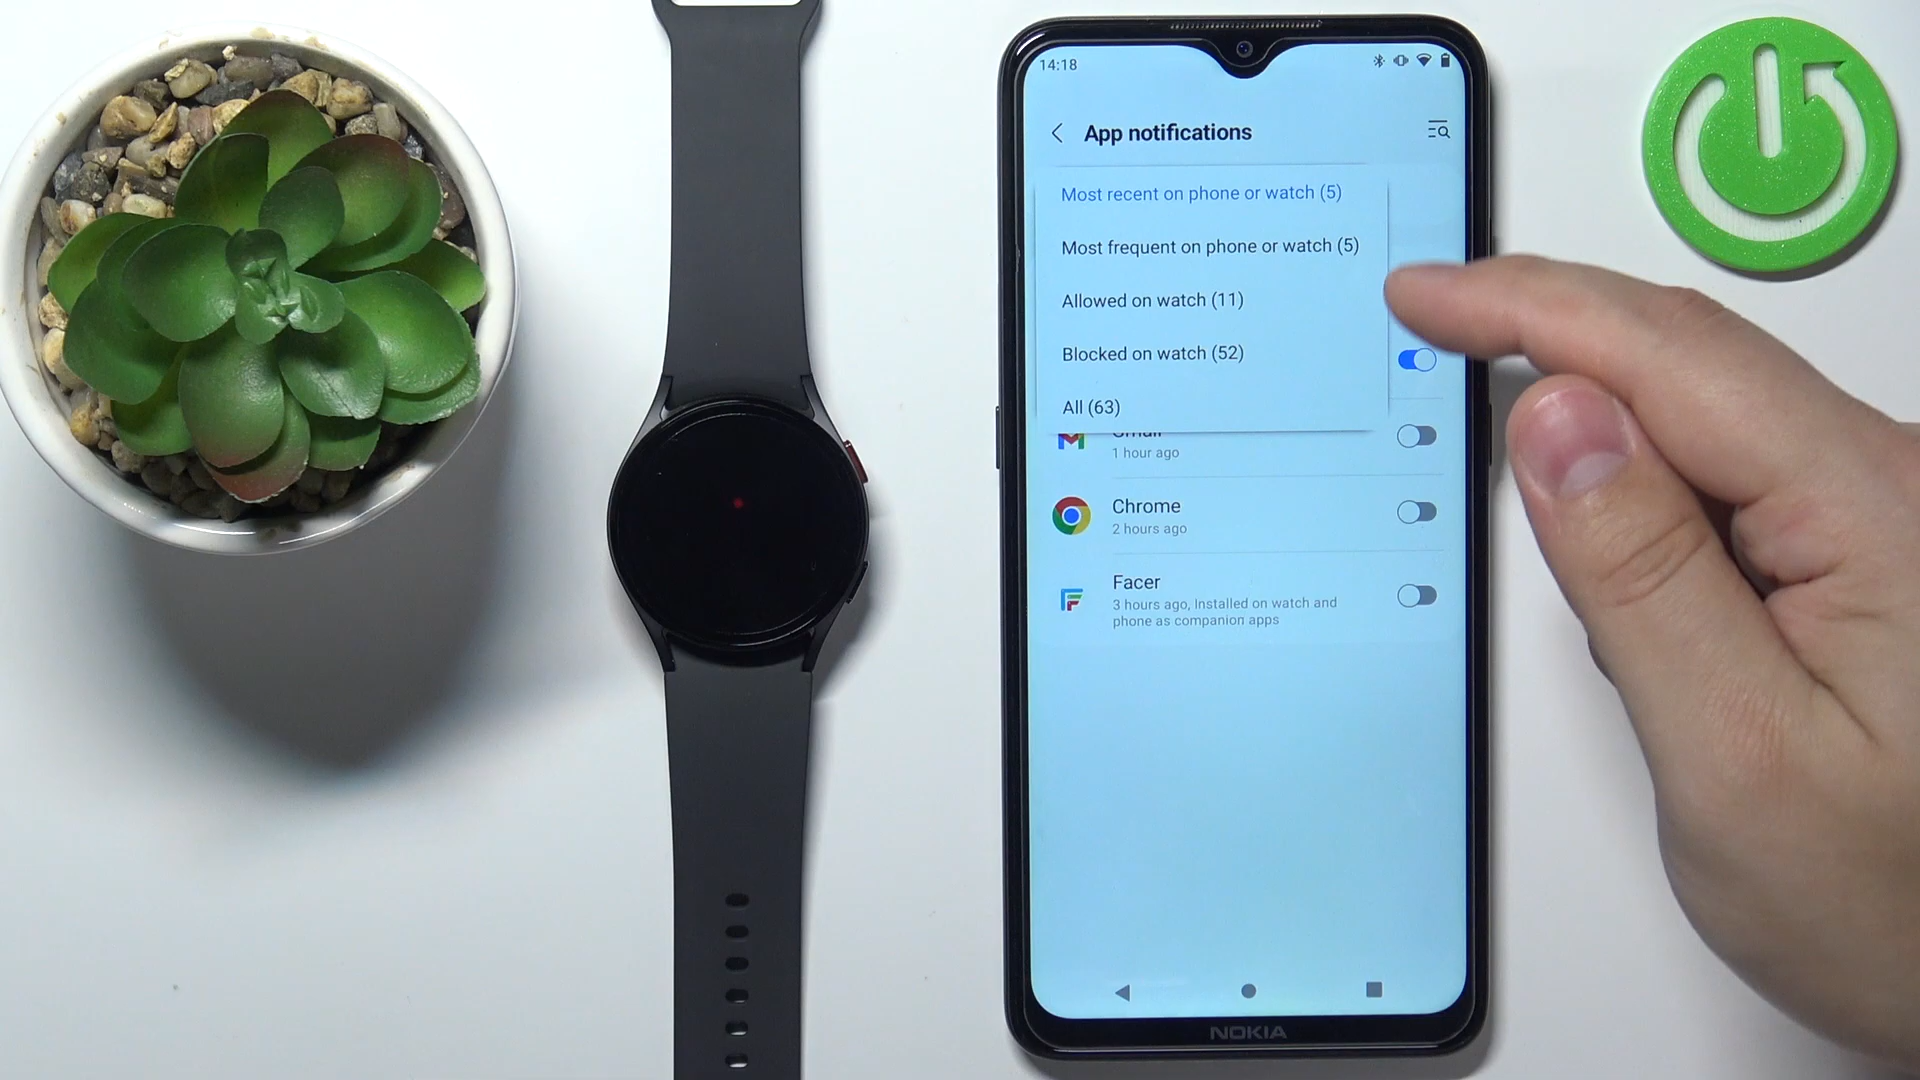 14:18
App notifications
Most recent on phone or watch (5)
Most frequent on phone or watch (5)
Allowed on watch (11)
Blocked on watch (52)
All (63)
Gmail
1 hour ago
Chrome
2 hours ago
Facer
3 hours ago, Installed on watch and
phone as companion apps
NOKIA